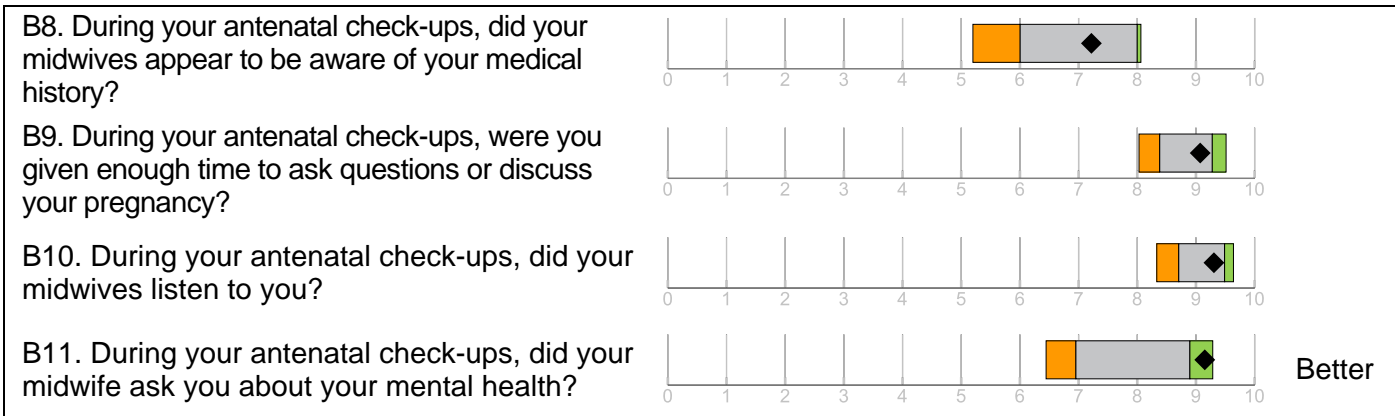 B8. During your antenatal check-ups, did your
midwives appear to be aware of your medical
history?
0 1 2 3 4 5 6 7 8 9 10
B9. During your antenatal check-ups, were you
given enough time to ask questions or discuss
your pregnancy?
0 1 2 3 4 5 6 7 8 9 10
B10. During your antenatal check-ups, did your
midwives listen to you?
0 1 2 3 4 5 6 7 8 9 10
B11. During your antenatal check-ups, did your
midwife ask you about your mental health?
0 1 2 3 4 5 6 7 8 9 10
Better